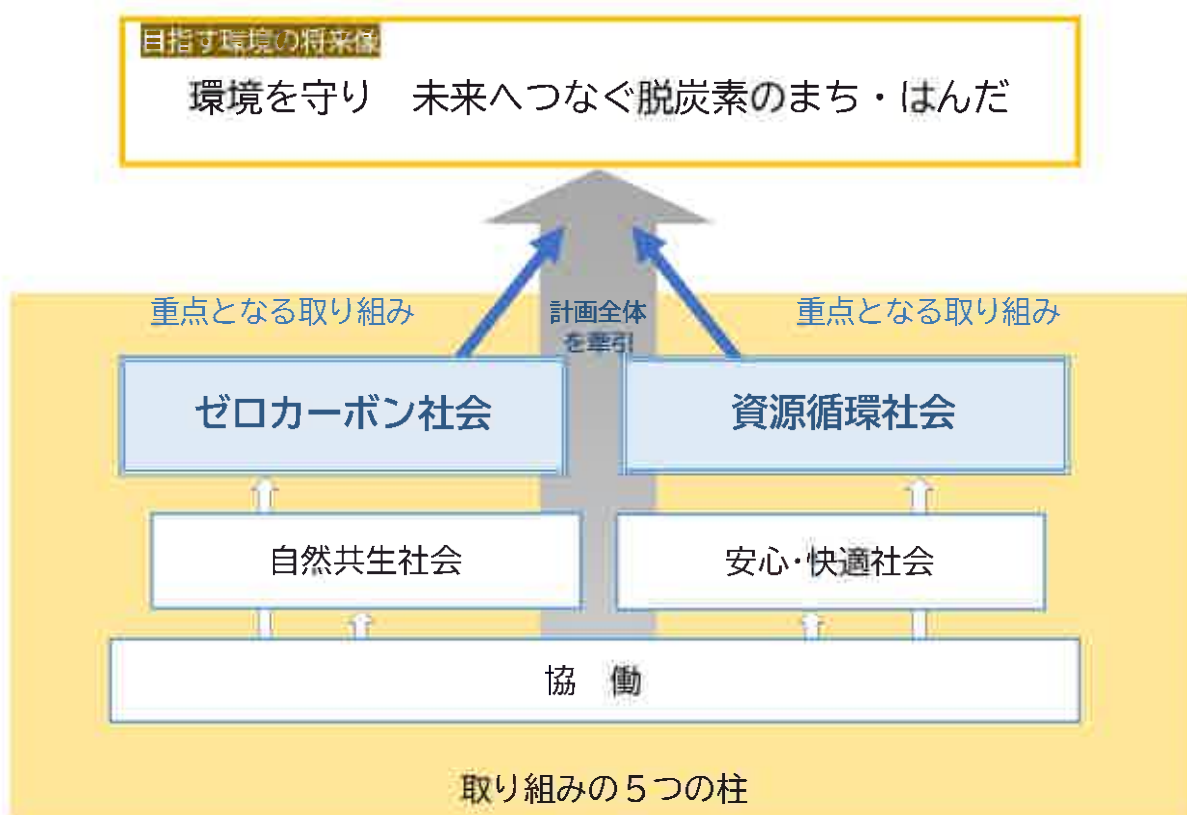 目指す環境の将来像
環境を守り　未来へつなぐ脱炭素のまち・はんだ
重点となる取り組み
計画全体
を牽引
重点となる取り組み
ゼロカーボン社会
資源循環社会
自然共生社会
安心・快適社会
協　働
取り組みの５つの柱